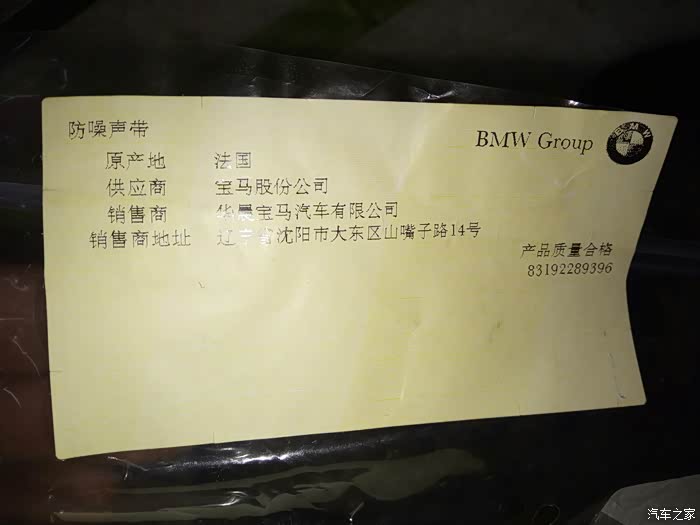 防噪声带
BMW Group
BMW
原产地 法国
供应商 宝马股份公司
销售商 华晨宝马汽车有限公司
销售商地址 辽宁省沈阳市大东区山嘴子路14号
产品质量合格
83192289396
汽车之家